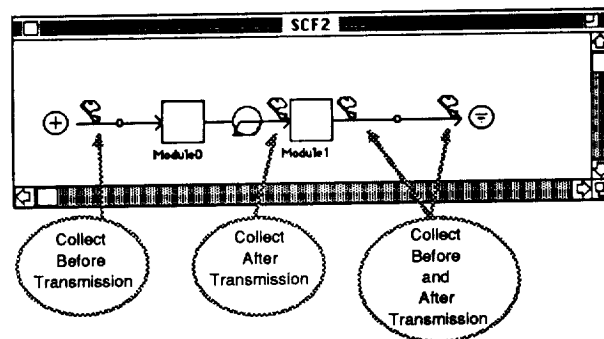 SCF2
Module0
Module1
Collect
Before
Transmission
Collect
After
Transmission
Collect
Before
and
After
Transmission